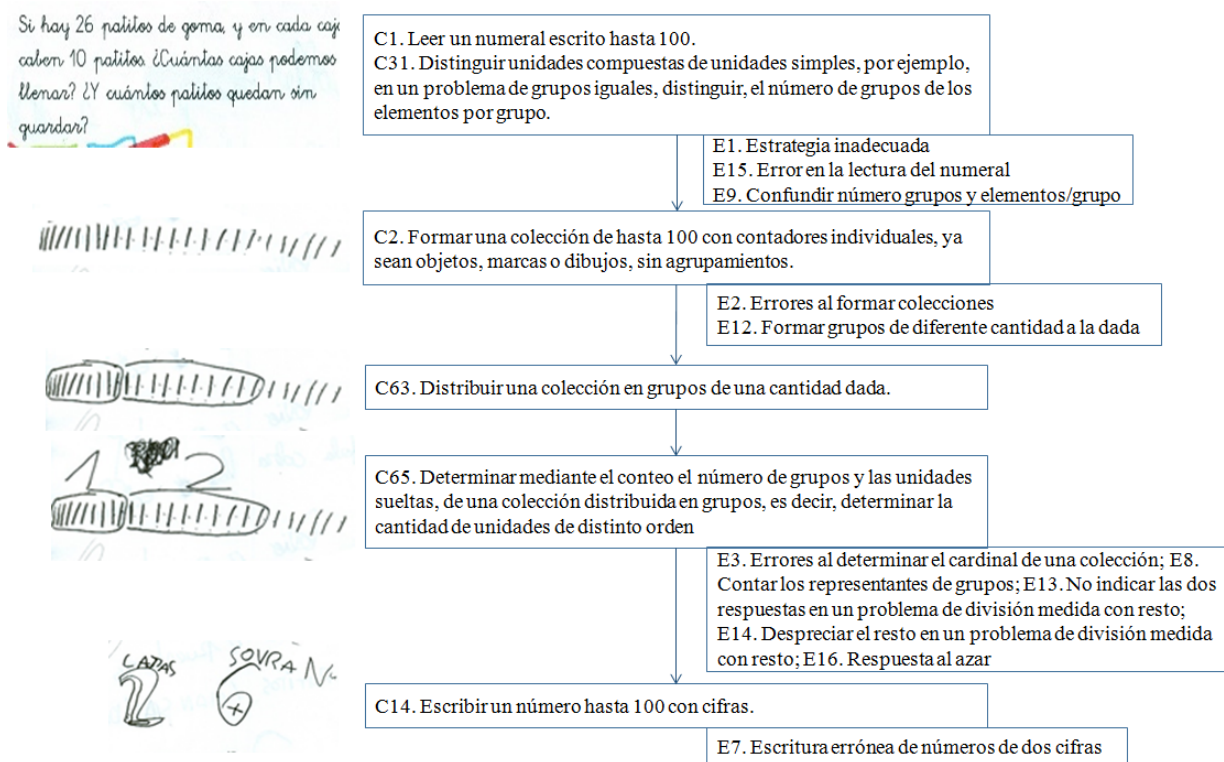 Si hay 26 patitos de goma, y en cada caja
caben 10 patitos ¿Cuántas cajas podemos
llenar? ¿Y cuántos patitos quedan sin
guardar?
C1. Leer un numeral escrito hasta 100.
C31. Distinguir unidades compuestas de unidades simples, por ejemplo,
en un problema de grupos iguales, distinguir, el número de grupos de los
elementos por grupo.
E1. Estrategia inadecuada
E15. Error en la lectura del numeral
E9. Confundir número grupos y elementos/grupo
C2. Formar una colección de hasta 100 con contadores individuales, ya
sean objetos, marcas o dibujos, sin agrupamientos.
E2. Errores al formar colecciones
E12. Formar grupos de diferente cantidad a la dada
C63. Distribuir una colección en grupos de una cantidad dada.
1 2
C65. Determinar mediante el conteo el número de grupos y las unidades
sueltas, de una colección distribuida en grupos, es decir, determinar la
cantidad de unidades de distinto orden
E3. Errores al determinar el cardinal de una colección; E8.
Contar los representantes de grupos; E13. No indicar las dos
respuestas en un problema de división medida con resto;
E14. Despreciar el resto en un problema de división medida
con resto; E16. Respuesta al azar
SOVRAN
2 6
C14. Escribir un número hasta 100 con cifras.
E7. Escritura errónea de números de dos cifras